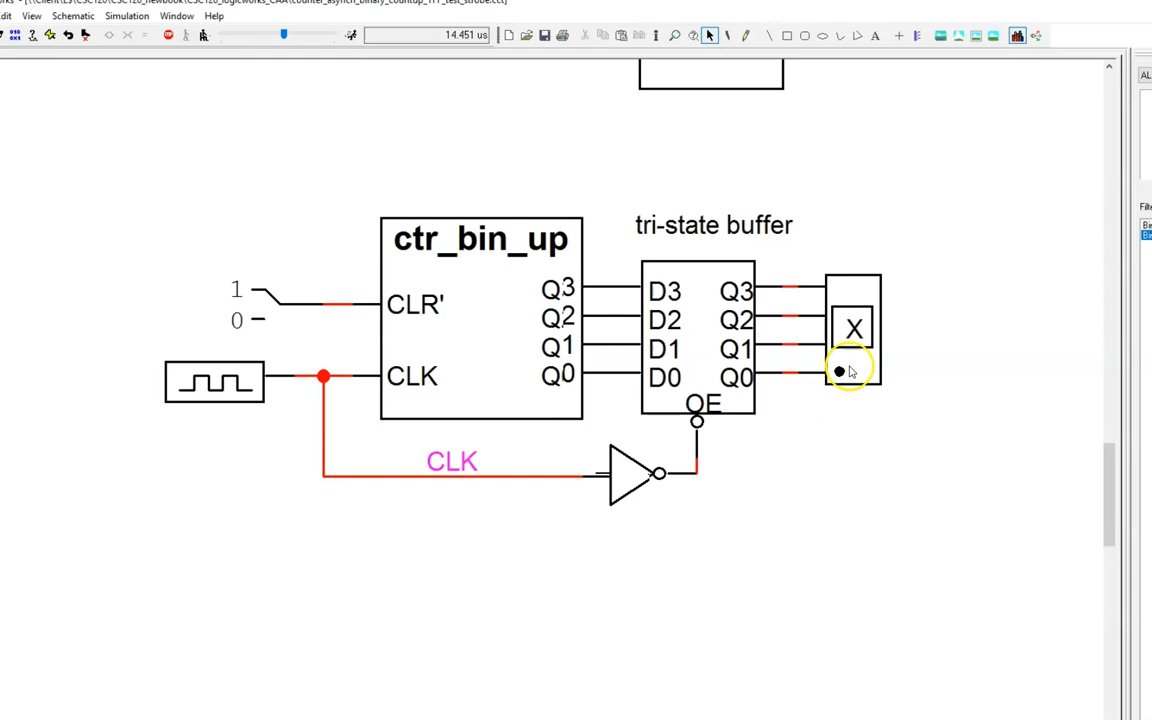 Edit View Schematic Simulation Window Help
14.451 us
tri-state buffer
ctr_bin_up
1
0
CLR'
CLK
Q3
Q2
Q1
Q0
D3
D2
D1
D0
Q3
Q2
Q1
Q0
OE
X
CLK